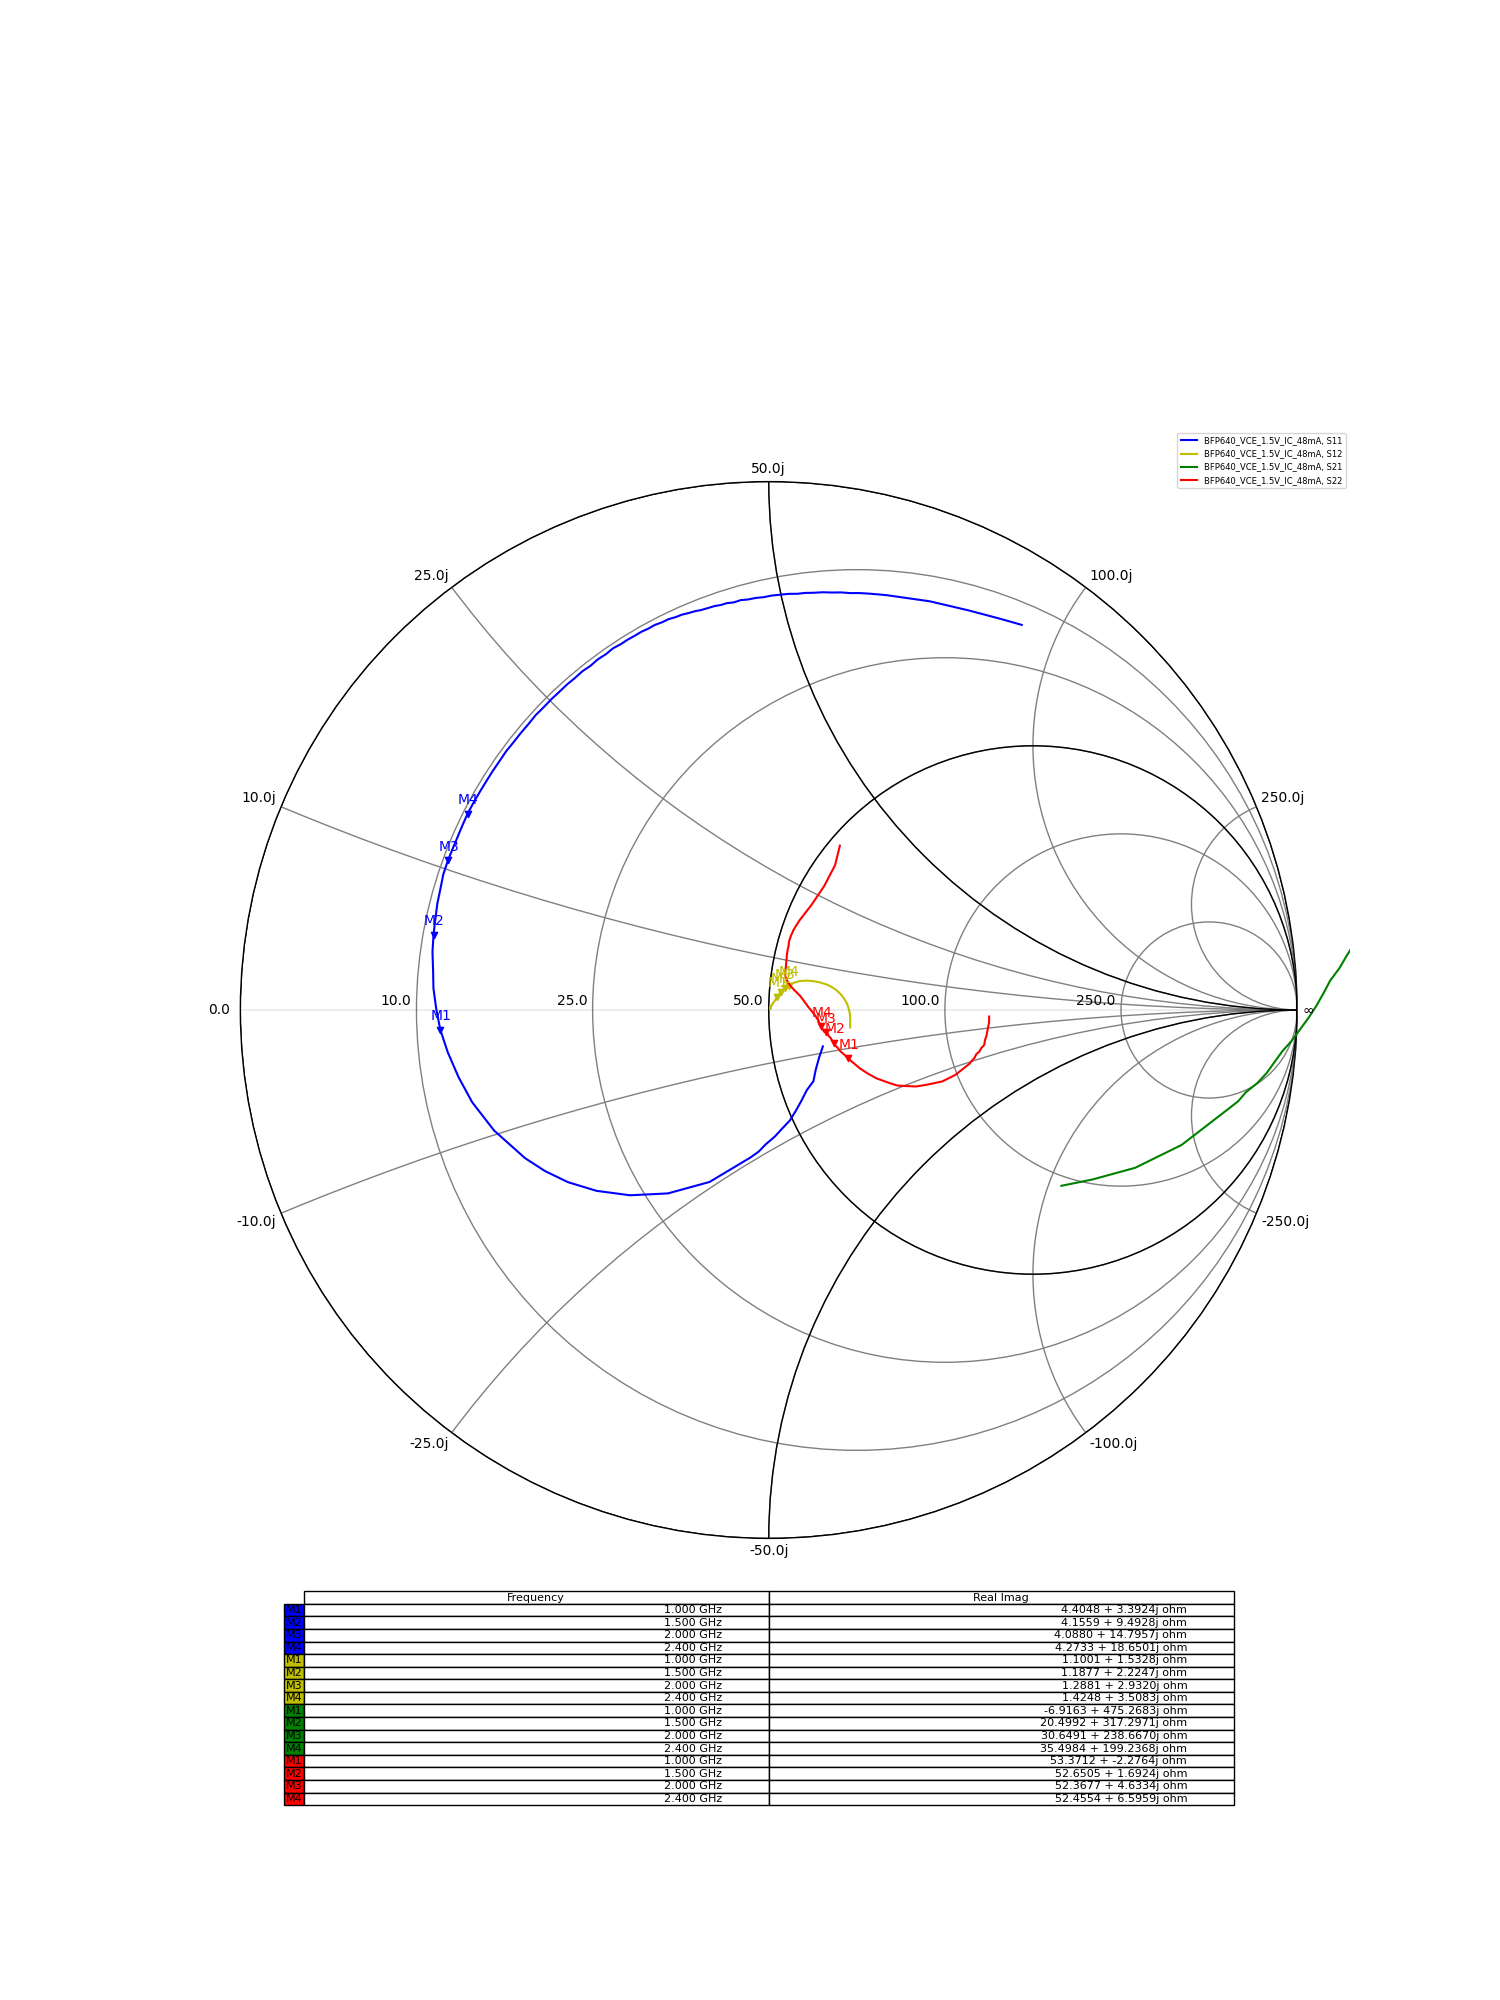 BFP640_VCE_1.5V_IC_48mA, S11
BFP640_VCE_1.5V_IC_48mA, S12
BFP640_VCE_1.5V_IC_48mA, S21
BFP640_VCE_1.5V_IC_48mA, S22
50.0j
25.0j
100.0j
10.0j
250.0j
M4
M3
M2
M4
0.0
10.0
25.0
50.0
100.0
250.0
∞
M1
M4
M3
M2
M1
-10.0j
-250.0j
-25.0j
-100.0j
-50.0j
Frequency Real Imag
M1 1.000 GHz 4.4048 + 3.3924j ohm
M2 1.500 GHz 4.1559 + 9.4928j ohm
M3 2.000 GHz 4.0880 + 14.7957j ohm
M4 2.400 GHz 4.2733 + 18.6501j ohm
M1 1.000 GHz 1.1001 + 1.5328j ohm
M2 1.500 GHz 1.1877 + 2.2247j ohm
M3 2.000 GHz 1.2881 + 2.9320j ohm
M4 2.400 GHz 1.4248 + 3.5083j ohm
M1 1.000 GHz -6.9163 + 475.2683j ohm
M2 1.500 GHz 20.4992 + 317.2971j ohm
M3 2.000 GHz 30.6491 + 238.6670j ohm
M4 2.400 GHz 35.4984 + 199.2368j ohm
M1 1.000 GHz 53.3712 + -2.2764j ohm
M2 1.500 GHz 52.6505 + 1.6924j ohm
M3 2.000 GHz 52.3677 + 4.6334j ohm
M4 2.400 GHz 52.4554 + 6.5959j ohm